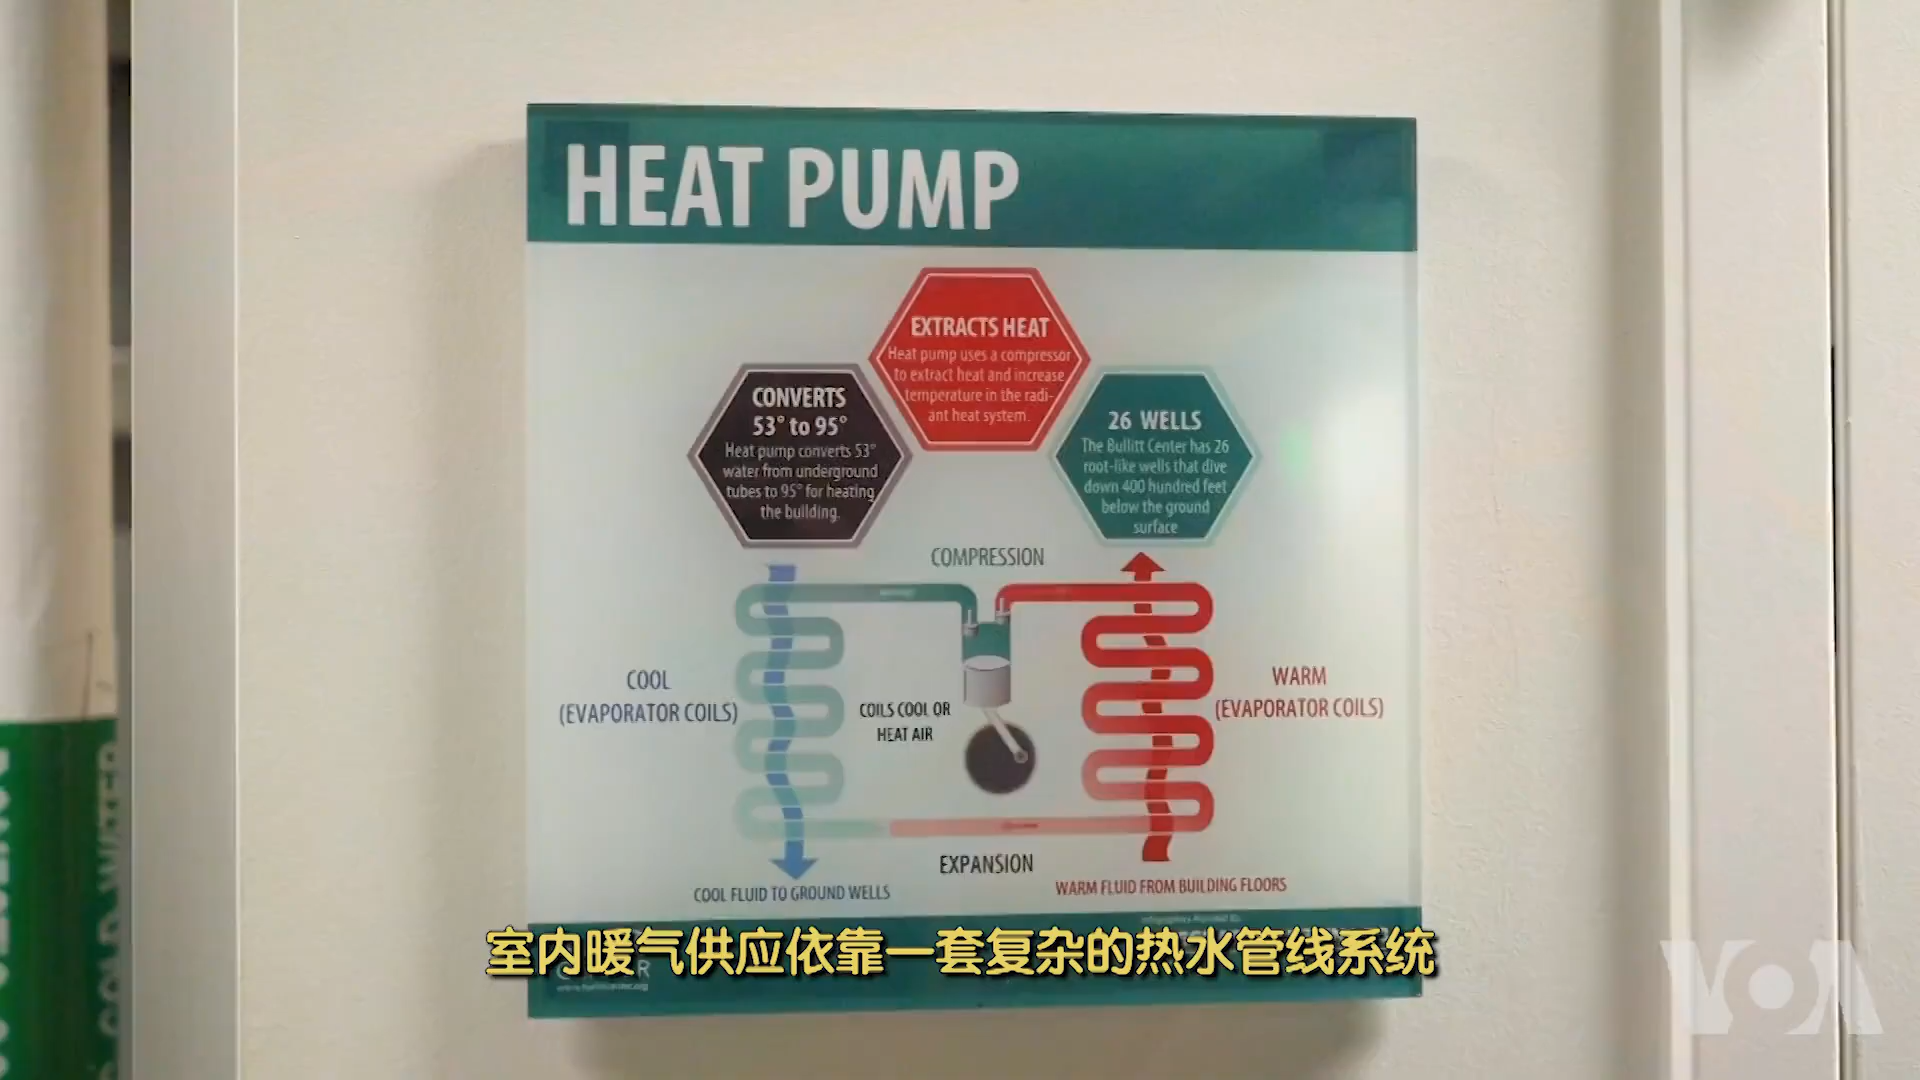 HEAT PUMP
EXTRACTS HEAT
Heat pump uses a compressor
to extract heat and increase
temperature in the radi-
ant heat system.
CONVERTS
53° to 95°
Heat pump converts 53°
water from underground
tubes to 95° for heating
the building.
26 WELLS
The Bullitt Center has 26
root-like wells that dive
down 400 hundred feet
below the ground
surface
COMPRESSION
COOL
(EVAPORATOR COILS)
COILS COOL OR
HEAT AIR
WARM
(EVAPORATOR COILS)
EXPANSION
COOL FLUID TO GROUND WELLS
WARM FLUID FROM BUILDING FLOORS
室内暖气供应依靠一套复杂的热水管线系统
VOA
COLD WATER